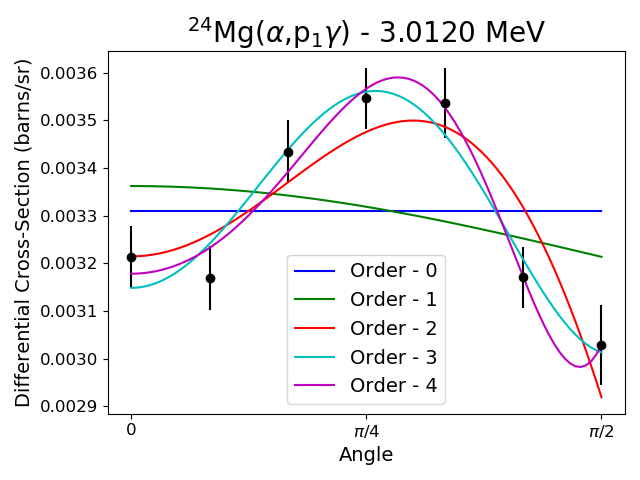 ²⁴Mg(α,p₁γ) - 3.0120 MeV
Differential Cross-Section (barns/sr)
0.0036
0.0035
0.0034
0.0033
0.0032
0.0031
0.0030
0.0029
Order - 0
Order - 1
Order - 2
Order - 3
Order - 4
0
π/4
π/2
Angle